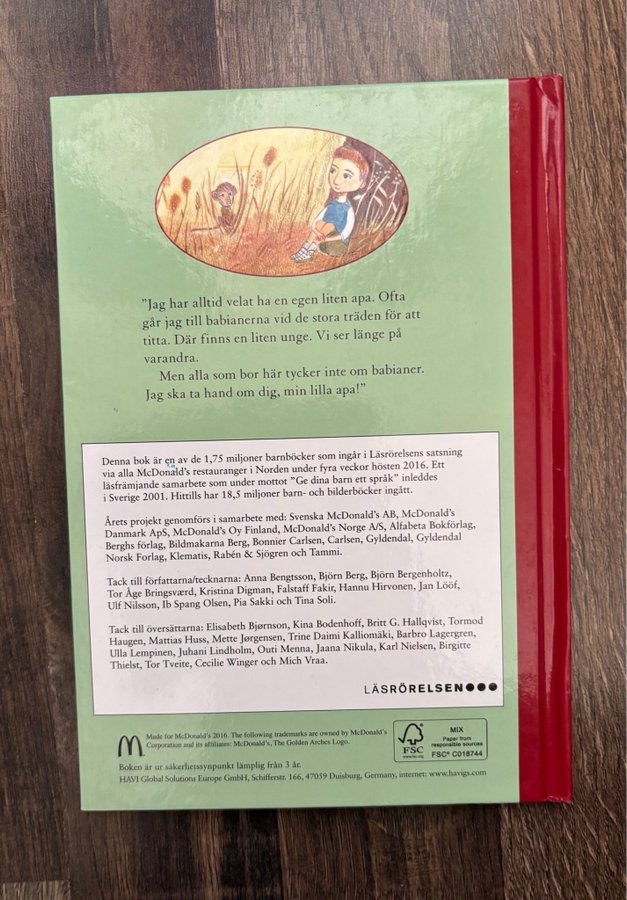 "Jag har alltid velat ha en egen liten apa. Ofta
går jag till babianerna vid de stora träden för att
titta. Där finns en liten unge. Vi ser länge på
varandra.
Men alla som bor här tycker inte om babianer.
Jag ska ta hand om dig, min lilla apa!"
Denna bok är en av de 1,75 miljoner barnböcker som ingår i Läsrörelsens satsning
via alla McDonald's restauranger i Norden under fyra veckor hösten 2016. Ett
läsfrämjande samarbete som under mottot "Ge dina barn ett språk" inleddes
i Sverige 2001. Hittills har 18,5 miljoner barn- och bilderböcker ingått.
Årets projekt genomförs i samarbete med: Svenska McDonald's AB, McDonald's
Danmark ApS, McDonald's Oy Finland, McDonald's Norge A/S, Alfabeta Bokförlag,
Berghs förlag, Bildmakarna Berg, Bonnier Carlsen, Carlsen, Gyldendal, Gyldendal
Norsk Forlag, Klematis, Rabén & Sjögren och Tammi.
Tack till författarna/tecknarna: Anna Bengtsson, Björn Berg, Björn Bergenholtz,
Tor Åge Bringsværd, Kristina Digman, Falstaff Fakir, Hannu Hirvonen, Jan Lööf,
Ulf Nilsson, Ib Spang Olsen, Pia Sakki och Tina Soli.
Tack till översättarna: Elisabeth Bjørnson, Kina Bodenhoff, Britt G. Hallqvist, Tormod
Haugen, Mattias Huss, Mette Jørgensen, Trine Daimi Kalliomäki, Barbro Lagergren,
Ulla Lempinen, Juhani Lindholm, Outi Menna, Jaana Nikula, Karl Nielsen, Birgitte
Thielst, Tor Tveite, Cecilie Winger och Mich Vraa.
LÄSRÖRELSEN
Made for McDonald's 2016. The following trademarks are owned by McDonald's
Corporation and its affiliates: McDonald's, The Golden Arches Logo.
Boken är ur säkerhetssynpunkt lämplig från 3 år.
HAVI Global Solutions Europe GmbH, Schifferstr. 166, 47059 Duisburg, Germany, internet: www.havigs.com
FSC
www.fsc.org
MIX
Paper from
responsible sources
FSC® C018744